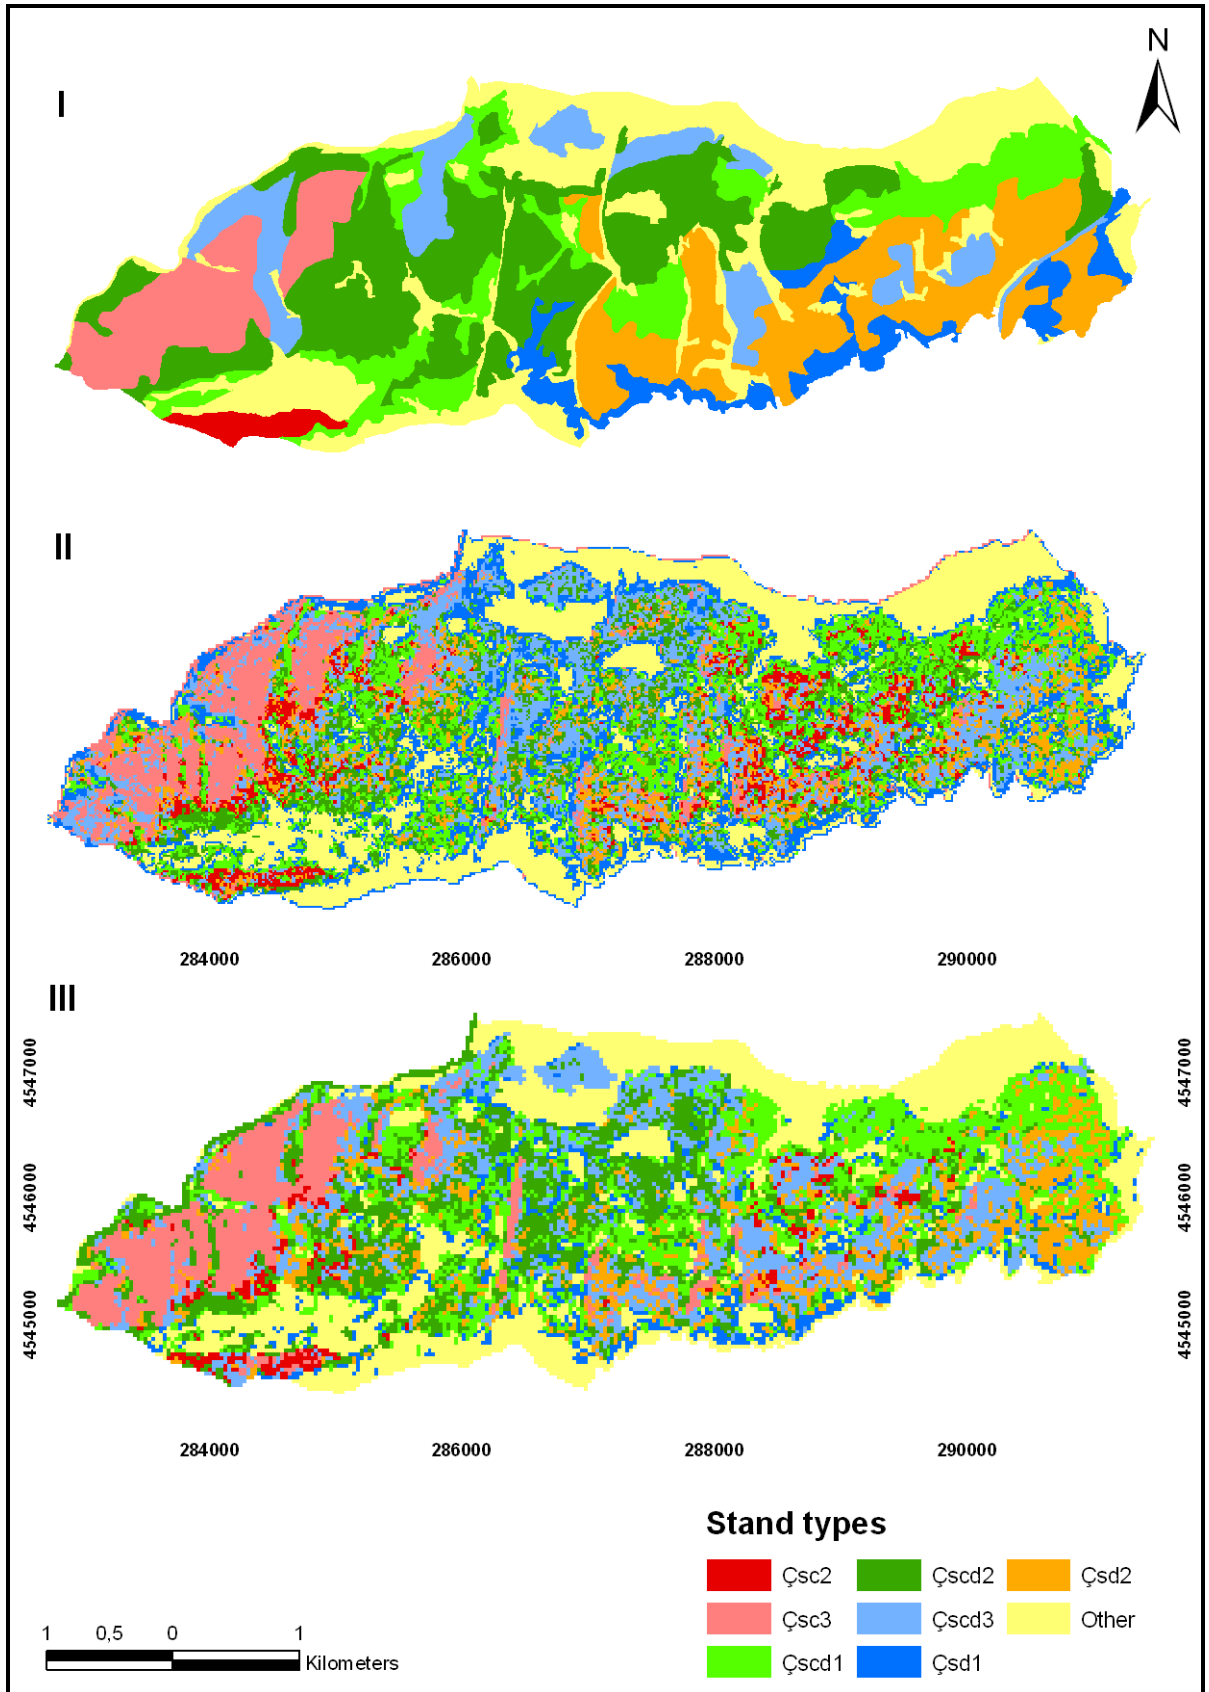 N
I
II
284000 286000 288000 290000
III
4547000 4547000
4546000 4546000
4545000 4545000
284000 286000 288000 290000
Stand types
Çsc2 Çscd2 Çsd2
Çsc3 Çscd3 Other
Çscd1 Çsd1
1 0,5 0 1
Kilometers